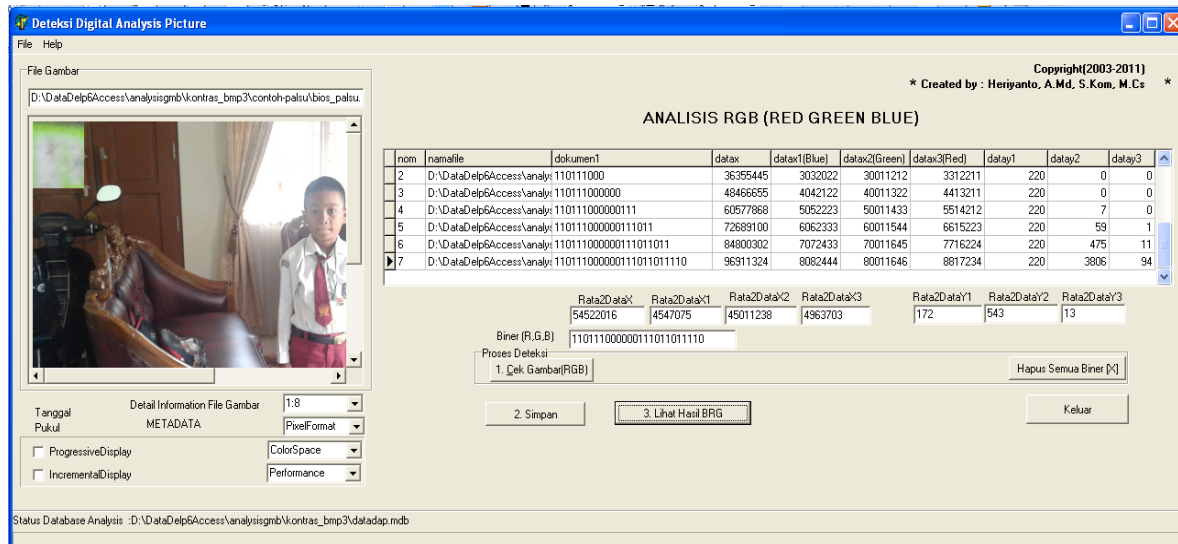 Deteksi Digital Analysis Picture
File Help
File Gambar
D:\DataDelp6Access\analysisgmb\kontras_bmp3\contoh-palsu\bios_palsu.
Copyright(2003-2011)
* Created by : Heriyanto, A.Md, S.Kom, M.Cs *
ANALISIS RGB (RED GREEN BLUE)
nom namafile dokumen1 datax datax1(Blue) datax2(Green) datax3(Red) datay1 datay2 datay3
2 D:\DataDelp6Access\analy: 110111000 36355445 3032022 30011212 3312211 220 0 0
3 D:\DataDelp6Access\analy: 110111000000 48466655 4042122 40011322 4413211 220 0 0
4 D:\DataDelp6Access\analy: 110111000000111 60577868 5052223 50011433 5514212 220 7 0
5 D:\DataDelp6Access\analy: 110111000000111011 72689100 6062333 60011544 6615223 220 59 1
6 D:\DataDelp6Access\analy: 110111000000111011011 84800302 7072433 70011645 7716224 220 475 11
7 D:\DataDelp6Access\analy: 110111000000111011011110 96911324 8082444 80011646 8817234 220 3806 94
Rata2DataX Rata2DataX1 Rata2DataX2 Rata2DataX3 Rata2DataY1 Rata2DataY2 Rata2DataY3
54522016 4547075 45011238 4963703 172 543 13
Biner (R,G,B) 110111000000111011011110
Proses Deteksi
1. Cek Gambar(RGB) Hapus Semua Biner [X]
2. Simpan 3. Lihat Hasil BRG Keluar
Tanggal Detail Information File Gambar 1:8
Pukul METADATA PixelFormat
ProgressiveDisplay ColorSpace
IncrementalDisplay Performance
Status Database Analysis :D:\DataDelp6Access\analysisgmb\kontras_bmp3\datadap.mdb